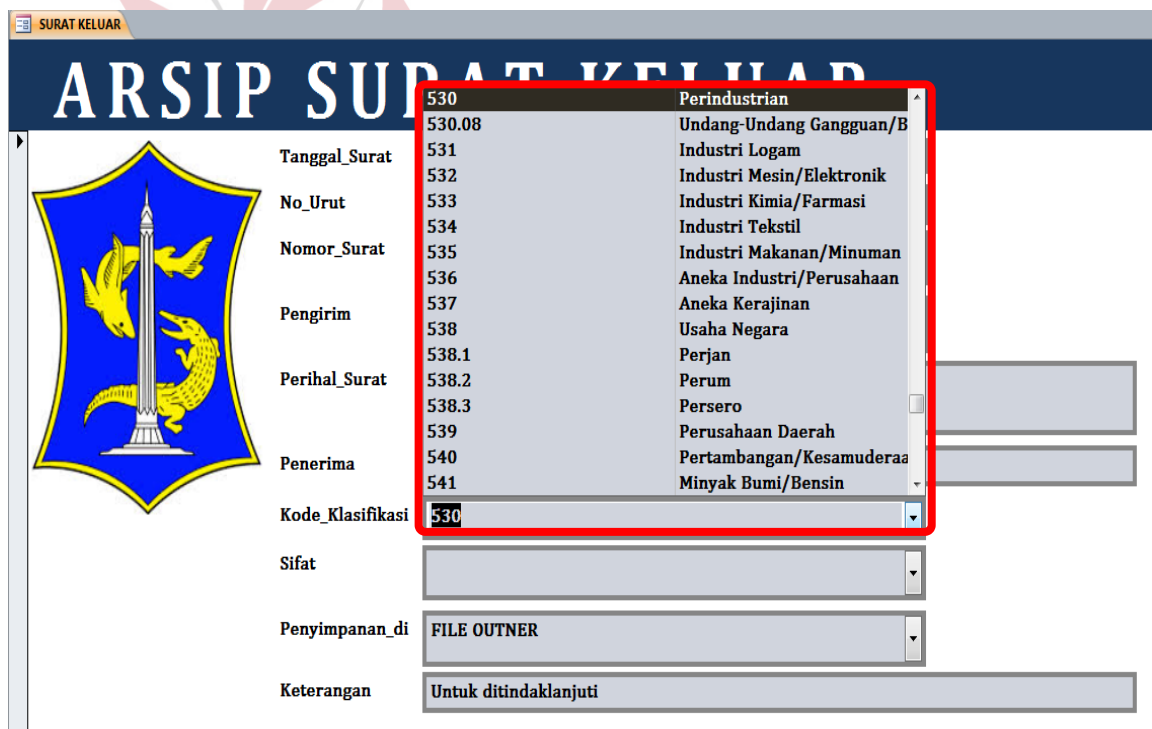 SURAT KELUAR
ARSIP SURAT KELUAR
530 Perindustrian
530.08 Undang-Undang Gangguan/B
Tanggal_Surat
531 Industri Logam
532 Industri Mesin/Elektronik
No_Urut
533 Industri Kimia/Farmasi
534 Industri Tekstil
Nomor_Surat
535 Industri Makanan/Minuman
536 Aneka Industri/Perusahaan
537 Aneka Kerajinan
Pengirim
538 Usaha Negara
538.1 Perjan
Perihal_Surat
538.2 Perum
538.3 Persero
539 Perusahaan Daerah
540 Pertambangan/Kesamuderaa
Penerima
541 Minyak Bumi/Bensin
Kode_Klasifikasi 530
Sifat
Penyimpanan_di FILE OUTNER
Keterangan Untuk ditindaklanjuti